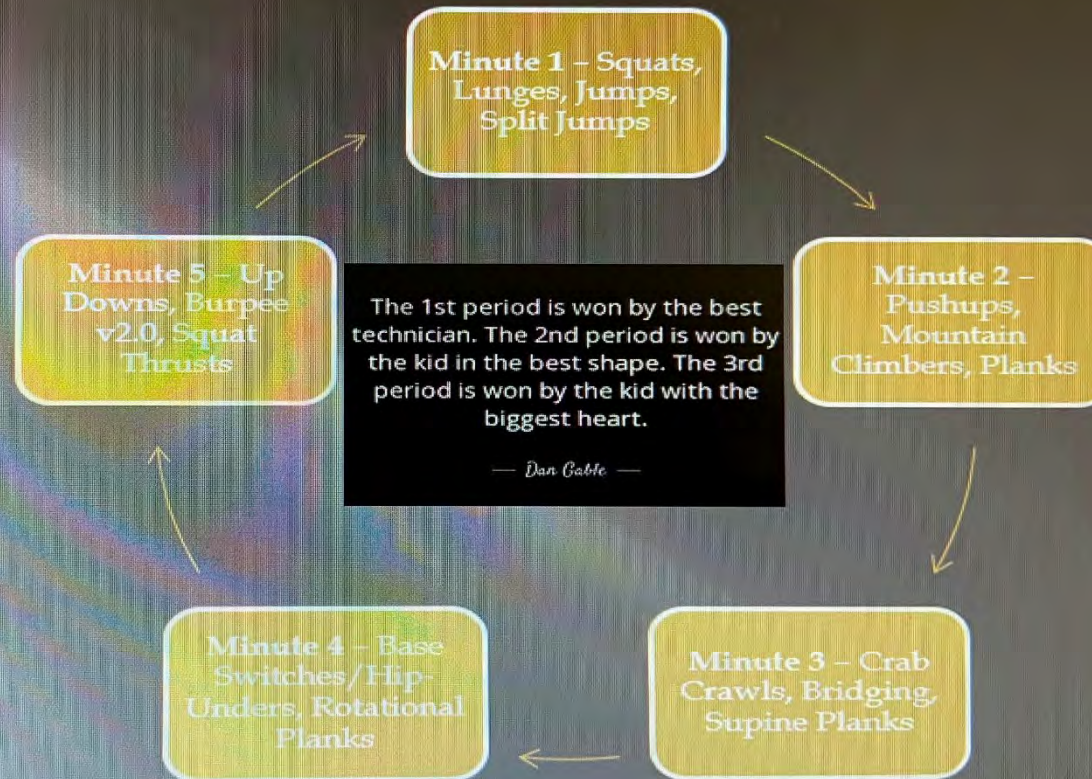 Minute 1 – Squats,
Lunges, Jumps,
Split Jumps
Minute 2 –
Pushups,
Mountain
Climbers, Planks
Minute 3 – Crab
Crawls, Bridging,
Supine Planks
Minute 4 – Base
Switches/Hip-
Unders, Rotational
Planks
Minute 5 – Up
Downs, Burpee
v2.0, Squat
Thrusts
The 1st period is won by the best
technician. The 2nd period is won by
the kid in the best shape. The 3rd
period is won by the kid with the
biggest heart.
— Dan Gable —